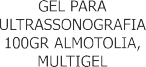 GEL PARA
ULTRASSONOGRAFIA
100GR ALMOTOLIA,
MULTIGEL